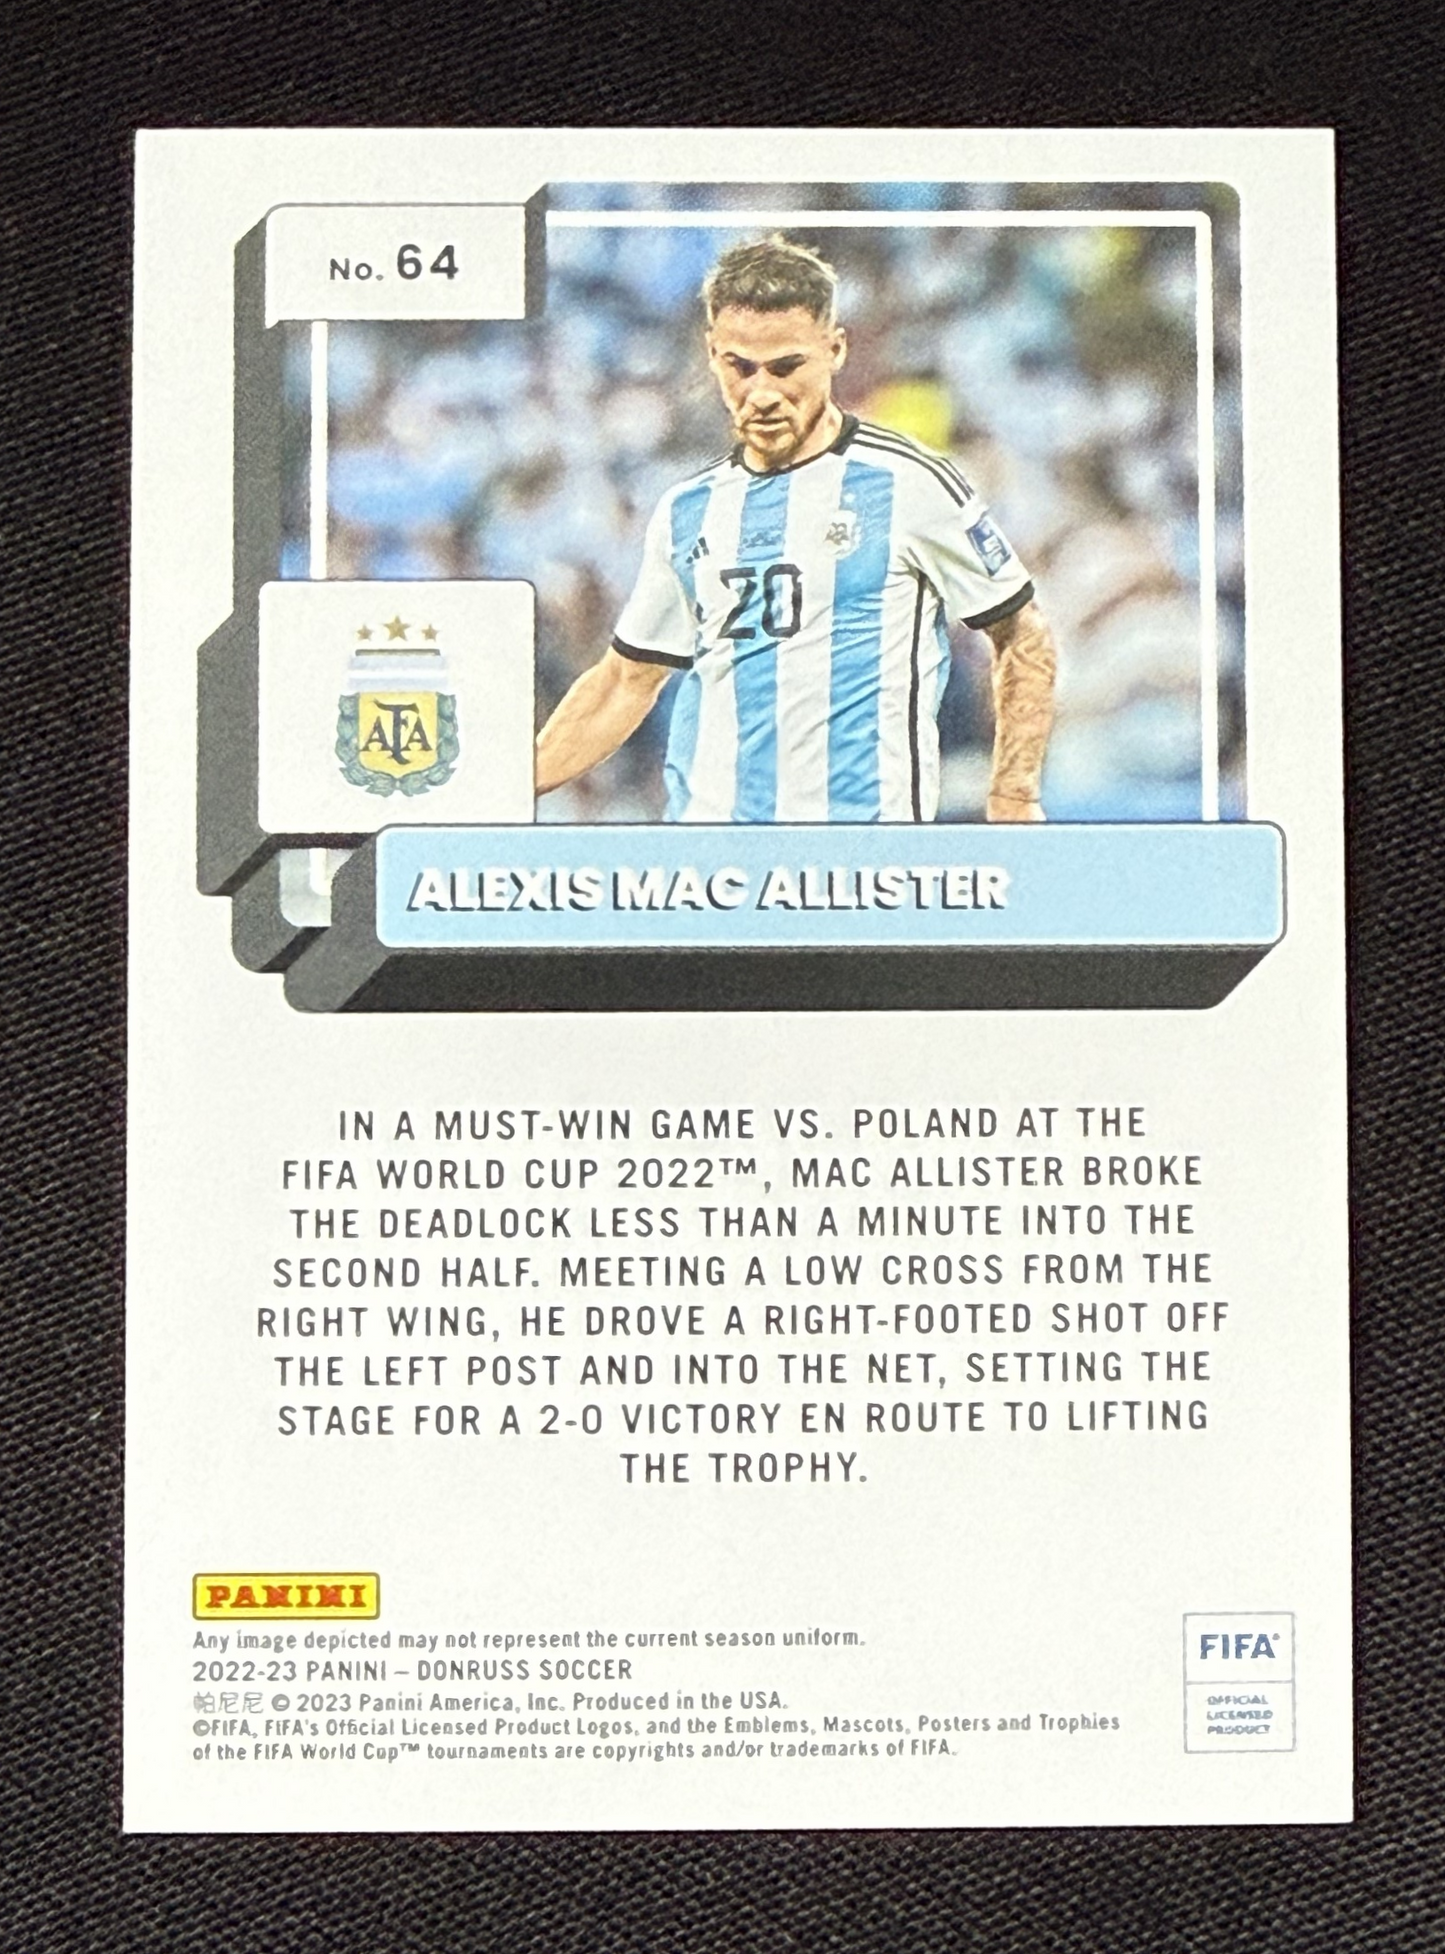 No. 64
20
AFA
ALEXIS MAC ALLISTER
IN A MUST-WIN GAME VS. POLAND AT THE
FIFA WORLD CUP 2022™, MAC ALLISTER BROKE
THE DEADLOCK LESS THAN A MINUTE INTO THE
SECOND HALF. MEETING A LOW CROSS FROM THE
RIGHT WING, HE DROVE A RIGHT-FOOTED SHOT OFF
THE LEFT POST AND INTO THE NET, SETTING THE
STAGE FOR A 2-0 VICTORY EN ROUTE TO LIFTING
THE TROPHY.
PANINI
Any image depicted may not represent the current season uniform.
2022-23 PANINI – DONRUSS SOCCER
帕尼尼 © 2023 Panini America, Inc. Produced in the USA.
©FIFA, FIFA's Official Licensed Product Logos, and the Emblems, Mascots, Posters and Trophies
of the FIFA World Cup™ tournaments are copyrights and/or trademarks of FIFA.
FIFA®
OFFICIAL
LICENSED
PRODUCT